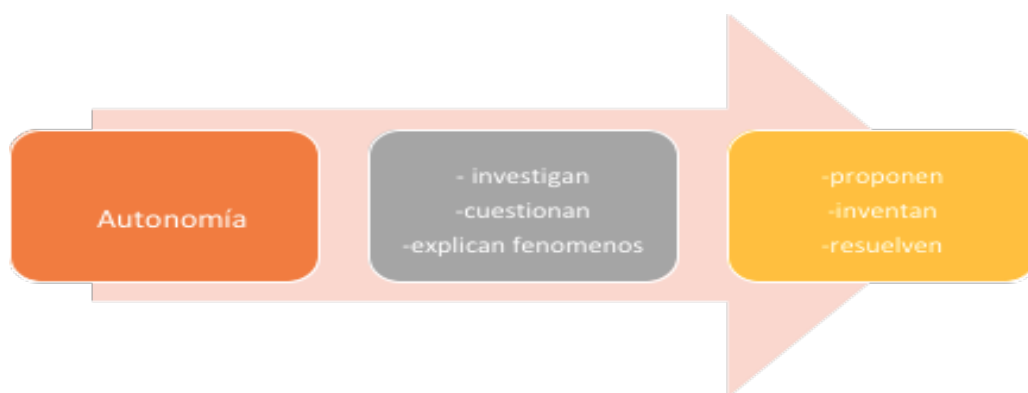 Autonomía
- investigan
-cuestionan
-explican fenomenos
-proponen
-inventan
-resuelven